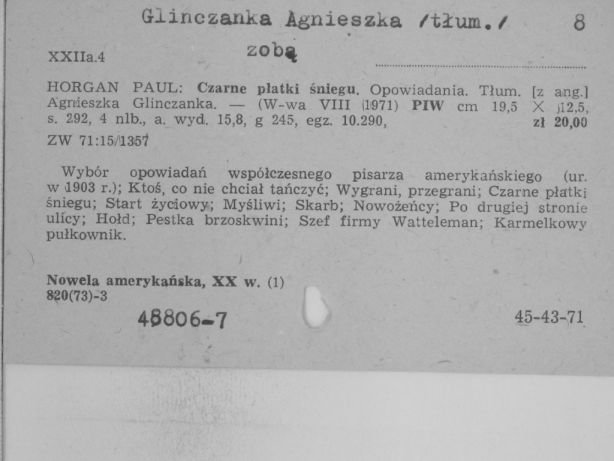 Glinczanka Agnieszka /tłum./ 8
zobą
XXIIa.4
HORGAN PAUL: Czarne płatki śniegu. Opowiadania. Tłum. [z ang.]
Agnieszka Glinczanka. — (W-wa VIII (1971) PIW cm 19,5 X 12,5,
s. 292, 4 nlb., a. wyd. 15,8, g 245, egz. 10.290, zł 20,00
ZW 71:15/1357
Wybór opowiadań współczesnego pisarza amerykańskiego (ur.
w 1903 r.); Ktoś, co nie chciał tańczyć; Wygrani, przegrani; Czarne płatki
śniegu; Start życiowy; Myśliwi; Skarb; Nowożeńcy; Po drugiej stronie
ulicy; Hołd; Pestka brzoskwini; Szef firmy Watteleman; Karmelkowy
pułkownik.
Nowela amerykańska, XX w. (1)
820(73)-3
48806-7 45-43-71